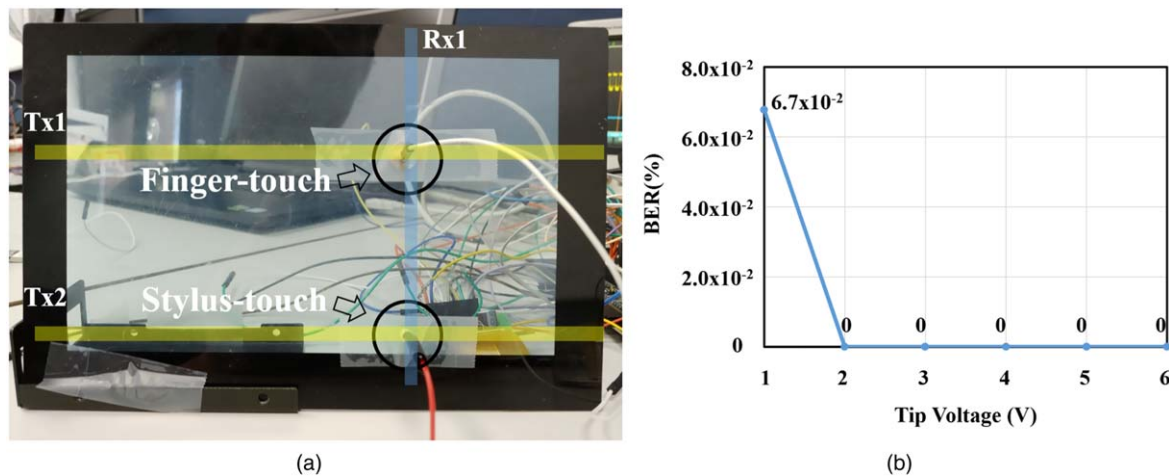 Rx1
Tx1
Finger-touch
Tx2
Stylus-touch
(a)
8.0x10⁻²
6.7x10⁻²
6.0x10⁻²
4.0x10⁻²
2.0x10⁻²
0 0 0 0 0
0
1 2 3 4 5 6
BER(%)
Tip Voltage (V)
(b)